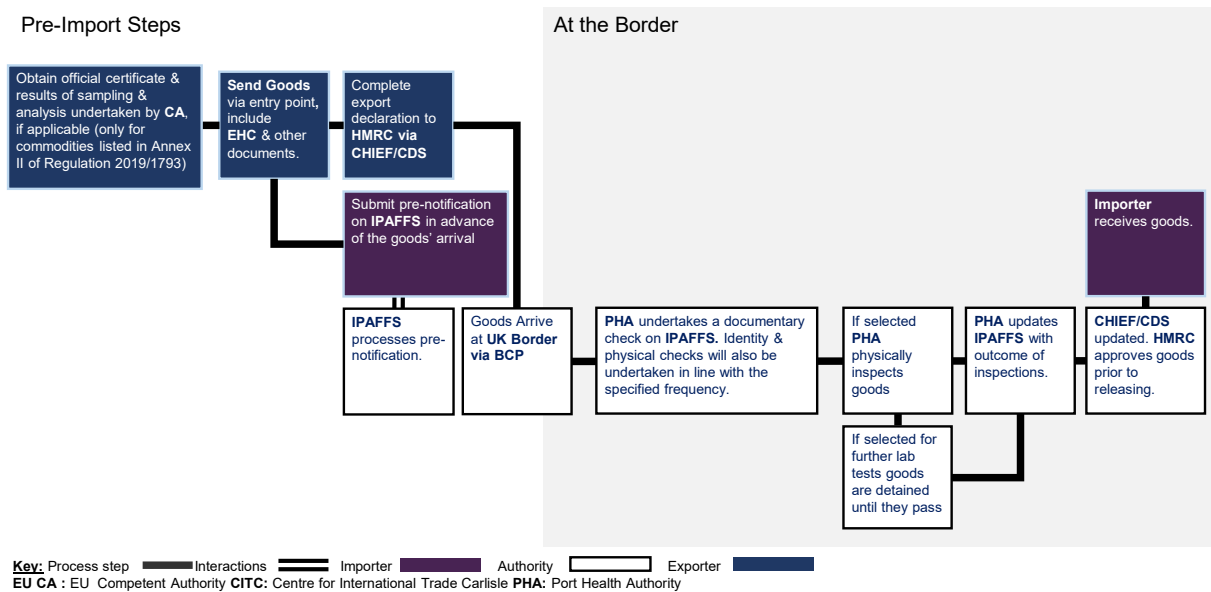 Pre-Import Steps
At the Border
Obtain official certificate &
results of sampling &
analysis undertaken by CA,
if applicable (only for
commodities listed in Annex
II of Regulation 2019/1793)
Send Goods
via entry point,
include
EHC & other
documents.
Complete
export
declaration to
HMRC via
CHIEF/CDS
Submit pre-notification
on IPAFFS in advance
of the goods' arrival
Importer
receives goods.
IPAFFS
processes pre-
notification.
Goods Arrive
at UK Border
via BCP
PHA undertakes a documentary
check on IPAFFS. Identity &
physical checks will also be
undertaken in line with the
specified frequency.
If selected
PHA
physically
inspects
goods
PHA updates
IPAFFS with
outcome of
inspections.
CHIEF/CDS
updated. HMRC
approves goods
prior to
releasing.
If selected for
further lab
tests goods
are detained
until they pass
Key: Process step Interactions Importer Authority Exporter
EU CA : EU Competent Authority CITC: Centre for International Trade Carlisle PHA: Port Health Authority